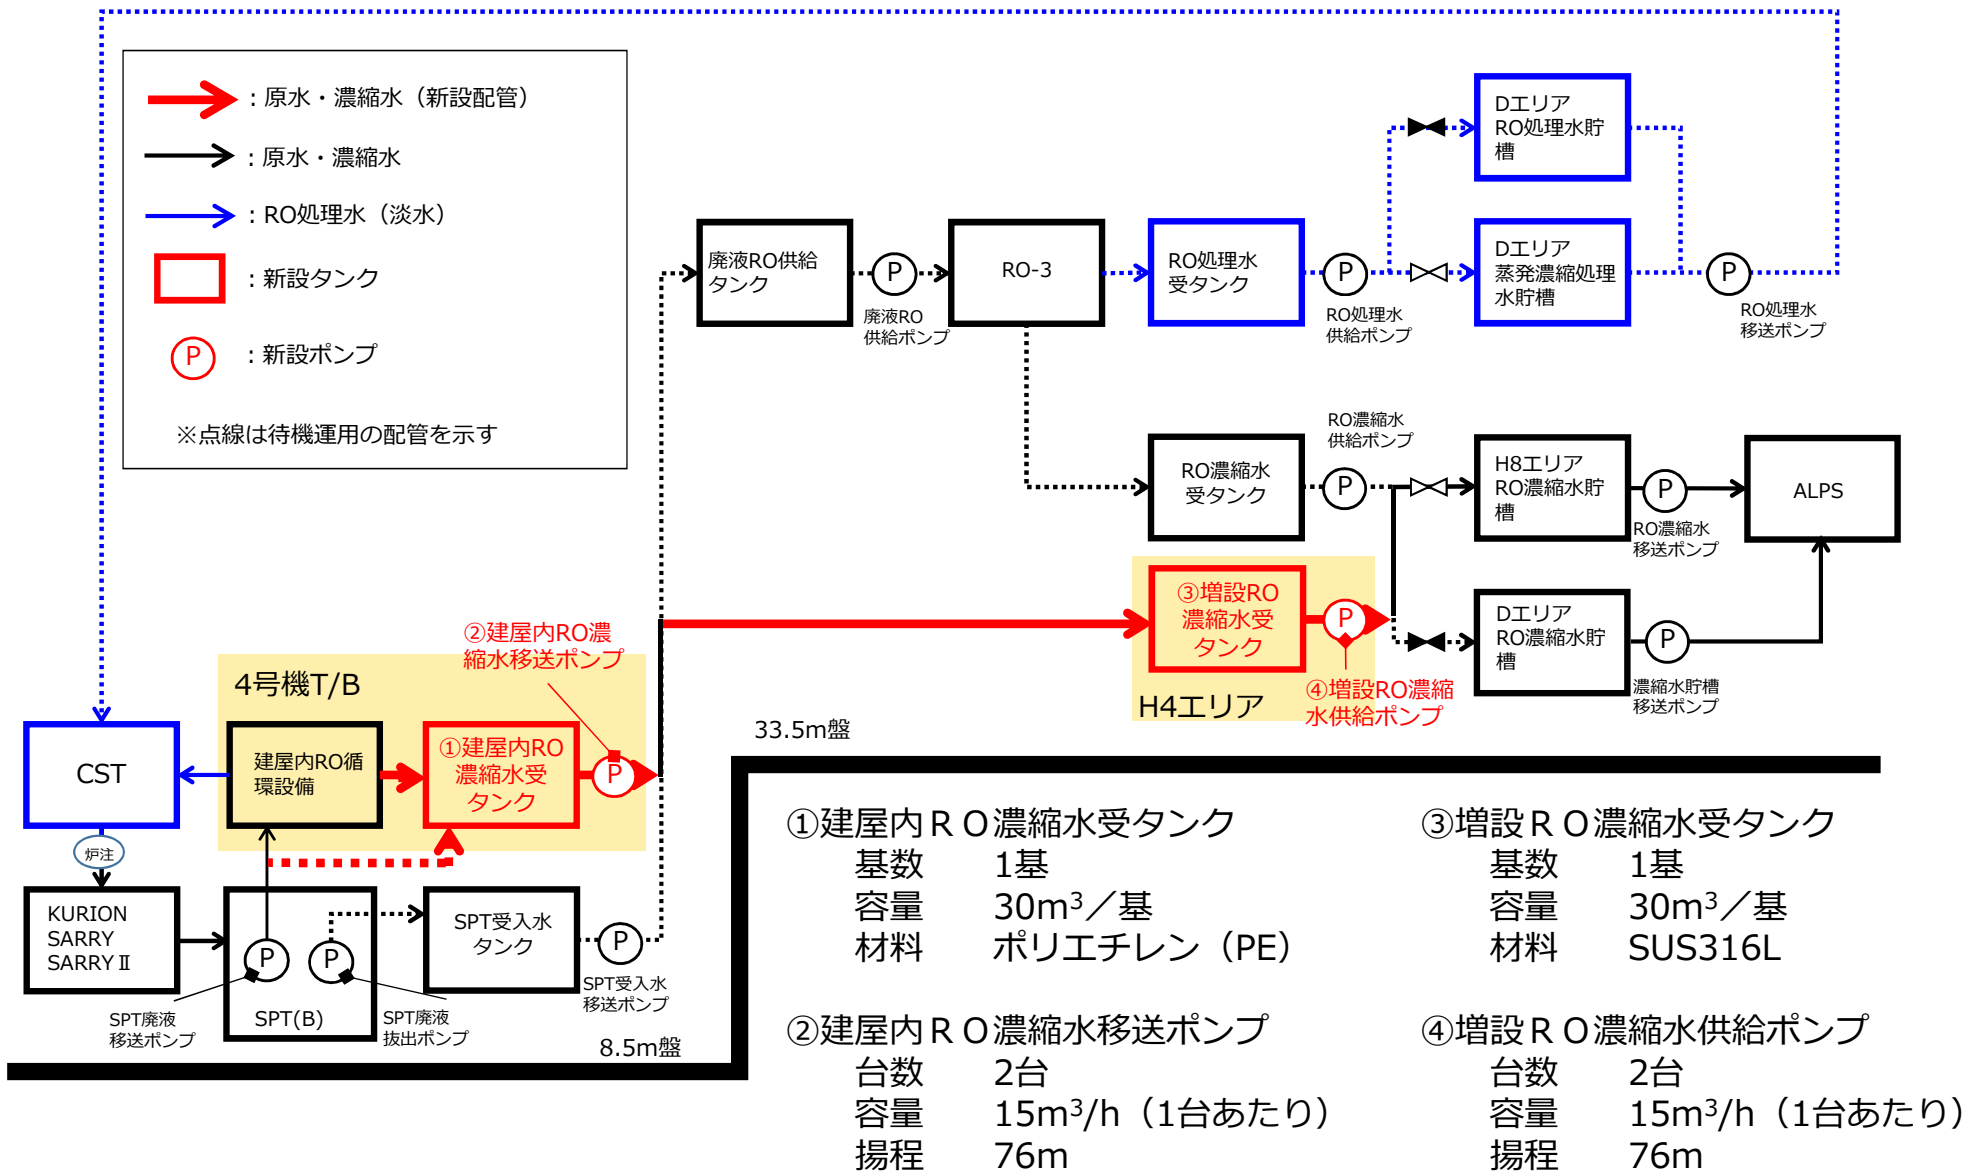 ：原水・濃縮水（新設配管）
：原水・濃縮水
：RO処理水（淡水）
：新設タンク
P
：新設ポンプ
※点線は待機運用の配管を示す
廃液RO供給
タンク
P
廃液RO
供給ポンプ
RO-3
RO処理水
受タンク
P
RO処理水
供給ポンプ
Dエリア
RO処理水貯
槽
Dエリア
蒸発濃縮処理
水貯槽
P
RO処理水
移送ポンプ
RO濃縮水
受タンク
RO濃縮水
供給ポンプ
P
H8エリア
RO濃縮水貯
槽
P
RO濃縮水
移送ポンプ
ALPS
③増設RO
濃縮水受
タンク
P
H4エリア
④増設RO濃縮
水供給ポンプ
Dエリア
RO濃縮水貯
槽
P
濃縮水貯槽
移送ポンプ
②建屋内RO濃
縮水移送ポンプ
4号機T/B
CST
建屋内RO循
環設備
①建屋内RO
濃縮水受
タンク
P
炉注
KURION
SARRY
SARRYⅡ
P
P
SPT(B)
SPT廃液
移送ポンプ
SPT廃液
抜出ポンプ
SPT受入水
タンク
P
SPT受入水
移送ポンプ
33.5m盤
8.5m盤
①建屋内ＲＯ濃縮水受タンク
基数 1基
容量 30m³／基
材料 ポリエチレン（PE）
②建屋内ＲＯ濃縮水移送ポンプ
台数 2台
容量 15m³/h（1台あたり）
揚程 76m
③増設ＲＯ濃縮水受タンク
基数 1基
容量 30m³／基
材料 SUS316L
④増設ＲＯ濃縮水供給ポンプ
台数 2台
容量 15m³/h（1台あたり）
揚程 76m